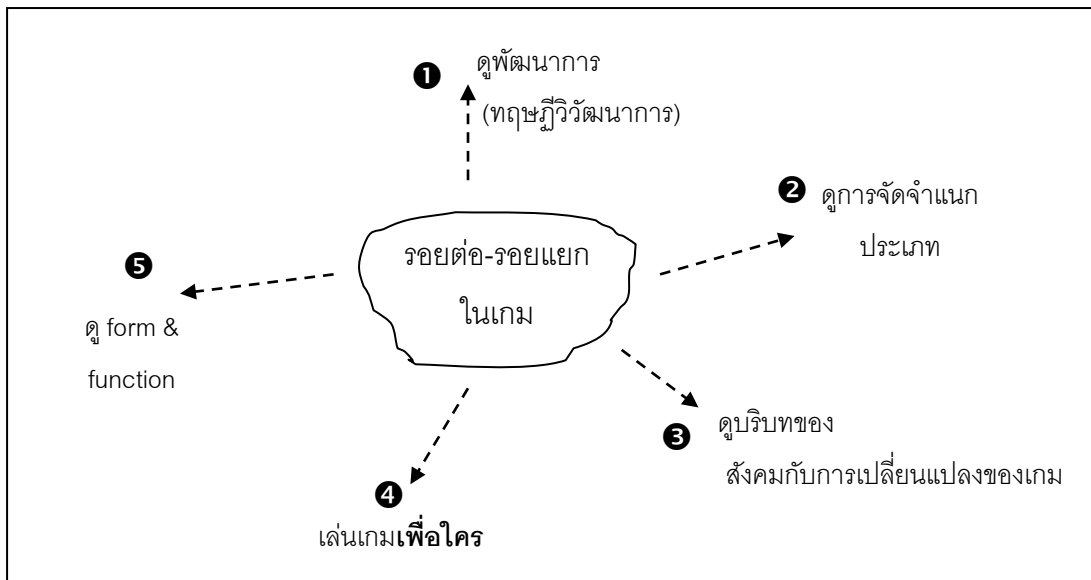 ❶ ดูพัฒนาการ
(ทฤษฎีวิวัฒนาการ)
❷ ดูการจัดจำแนก
ประเภท
รอยต่อ-รอยแยก
ในเกม
❸ ดูบริบทของ
สังคมกับการเปลี่ยนแปลงของเกม
❹
เล่นเกมเพื่อใคร
❺
ดู form &
function